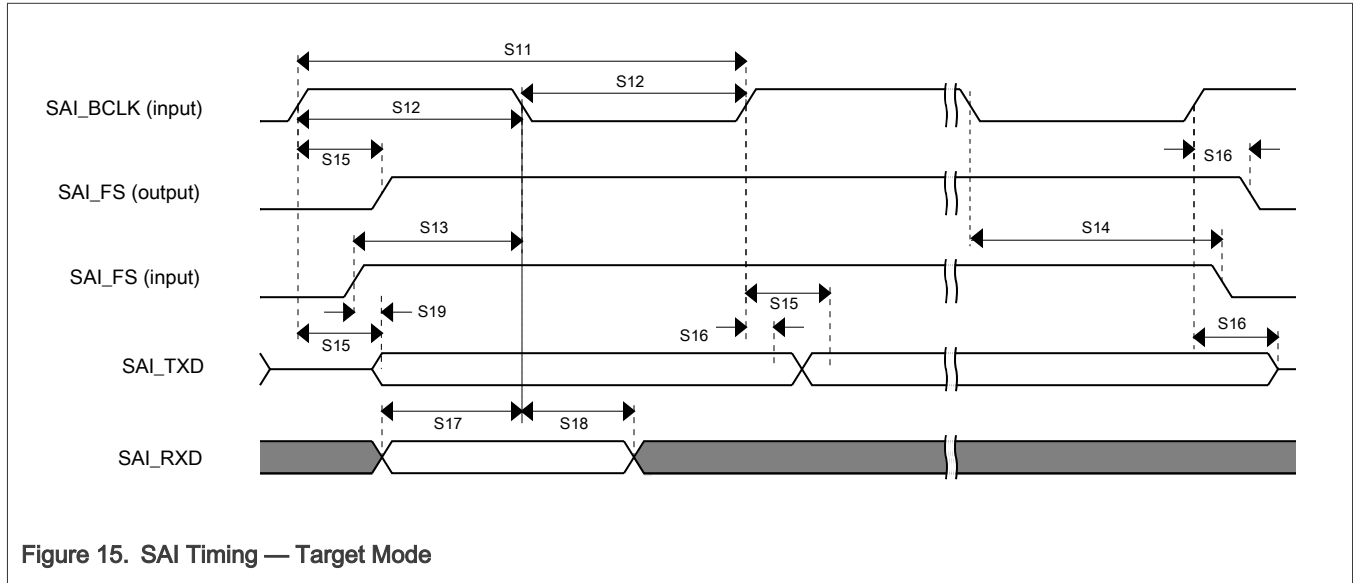 S11
S12
SAI_BCLK (input)
S12
S15
S16
SAI_FS (output)
S13
S14
SAI_FS (input)
S19
S15
S15
S16
S16
SAI_TXD
S17
S18
SAI_RXD
Figure 15. SAI Timing — Target Mode